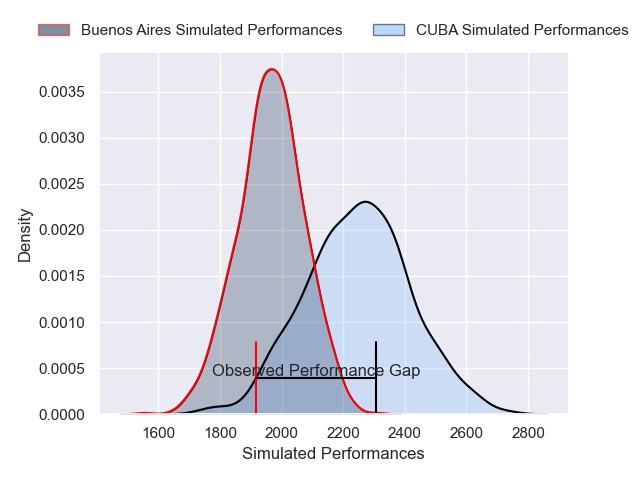 Buenos Aires Simulated Performances CUBA Simulated Performances
0.0035
0.0030
0.0025
0.0020
0.0015
0.0010
0.0005
0.0000
Density
Observed Performance Gap
1600 1800 2000 2200 2400 2600 2800
Simulated Performances